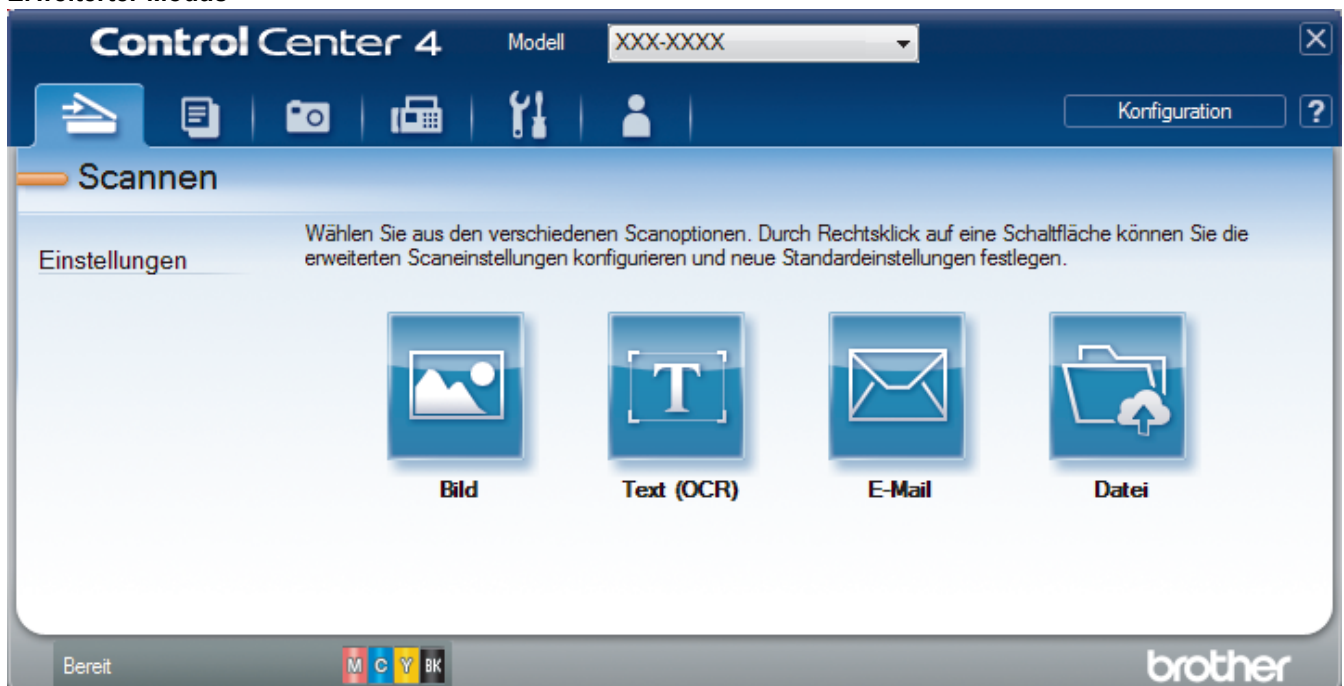 Erweiterter Modus
Control Center 4 Modell XXX-XXXX
Konfiguration ?
Scannen
Einstellungen
Wählen Sie aus den verschiedenen Scanoptionen. Durch Rechtsklick auf eine Schaltfläche können Sie die
erweiterten Scaneinstellungen konfigurieren und neue Standardeinstellungen festlegen.
T
Bild Text (OCR) E-Mail Datei
Bereit M C Y BK brother